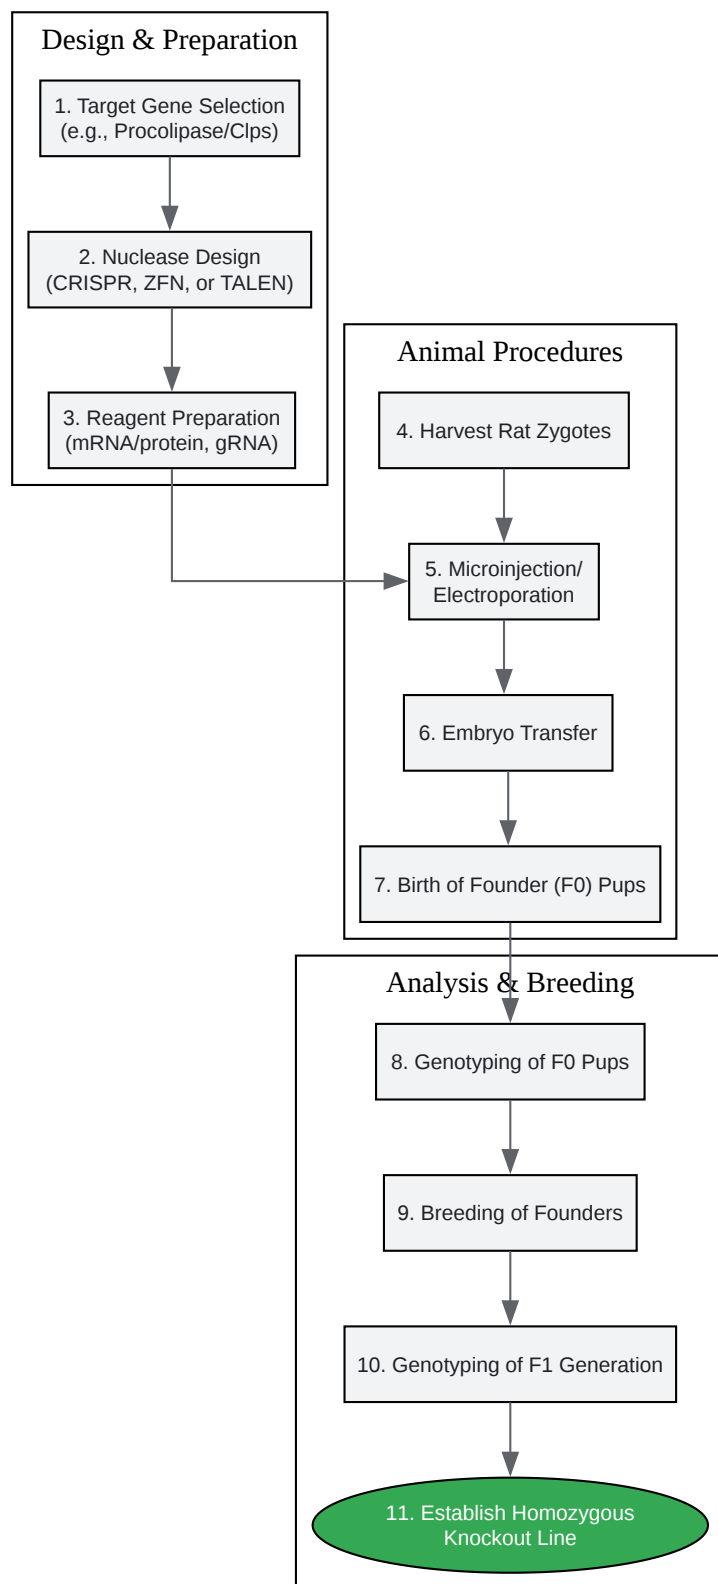 Design & Preparation
1. Target Gene Selection
(e.g., Procolipase/Clps)
2. Nuclease Design
(CRISPR, ZFN, or TALEN)
3. Reagent Preparation
(mRNA/protein, gRNA)
Animal Procedures
4. Harvest Rat Zygotes
5. Microinjection/
Electroporation
6. Embryo Transfer
7. Birth of Founder (F0) Pups
Analysis & Breeding
8. Genotyping of F0 Pups
9. Breeding of Founders
10. Genotyping of F1 Generation
11. Establish Homozygous
Knockout Line